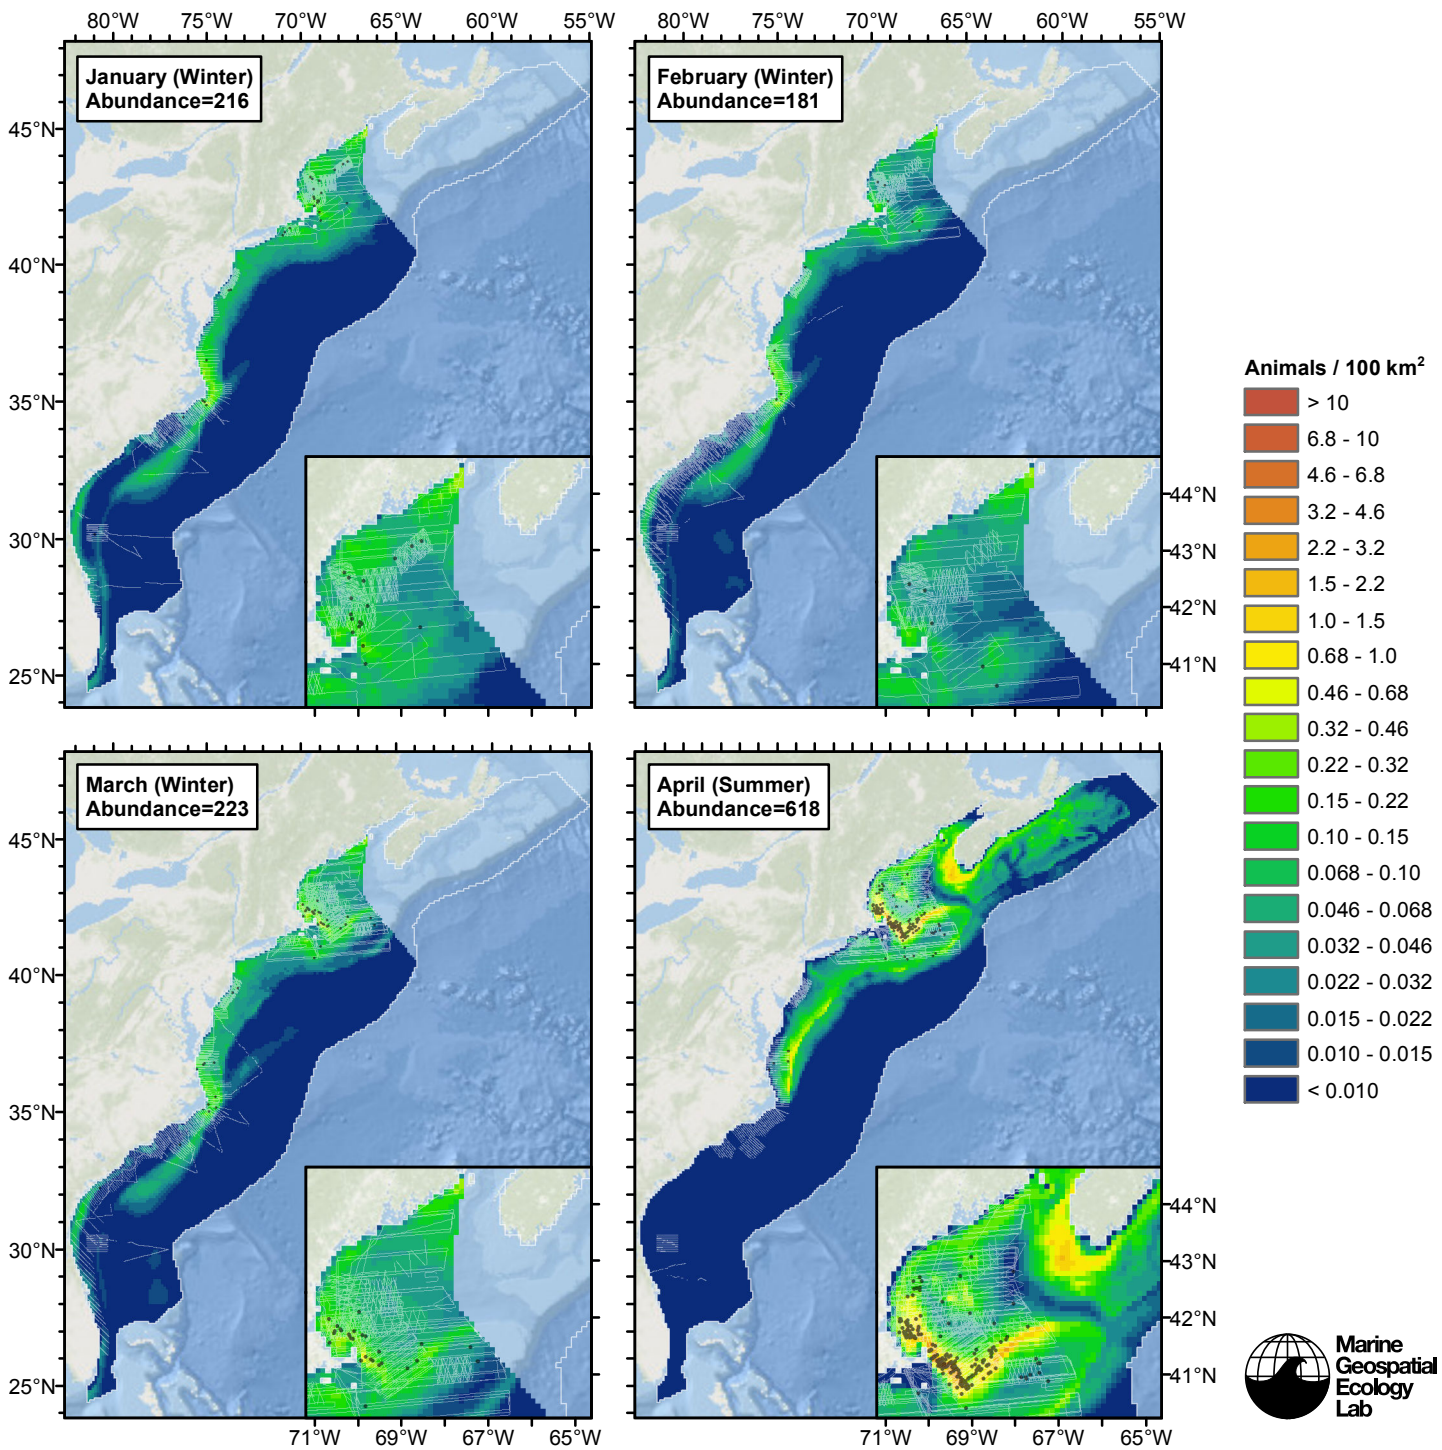 80°W 75°W 70°W 65°W 60°W 55°W
80°W 75°W 70°W 65°W 60°W 55°W
January (Winter)
Abundance=216
February (Winter)
Abundance=181
45°N
40°N
35°N
30°N
25°N
44°N
43°N
42°N
41°N
March (Winter)
Abundance=223
April (Summer)
Abundance=618
45°N
40°N
35°N
30°N
25°N
44°N
43°N
42°N
41°N
71°W 69°W 67°W 65°W
71°W 69°W 67°W 65°W
Animals / 100 km²
> 10
6.8 - 10
4.6 - 6.8
3.2 - 4.6
2.2 - 3.2
1.5 - 2.2
1.0 - 1.5
0.68 - 1.0
0.46 - 0.68
0.32 - 0.46
0.22 - 0.32
0.15 - 0.22
0.10 - 0.15
0.068 - 0.10
0.046 - 0.068
0.032 - 0.046
0.022 - 0.032
0.015 - 0.022
0.010 - 0.015
< 0.010
Marine
Geospatial
Ecology
Lab